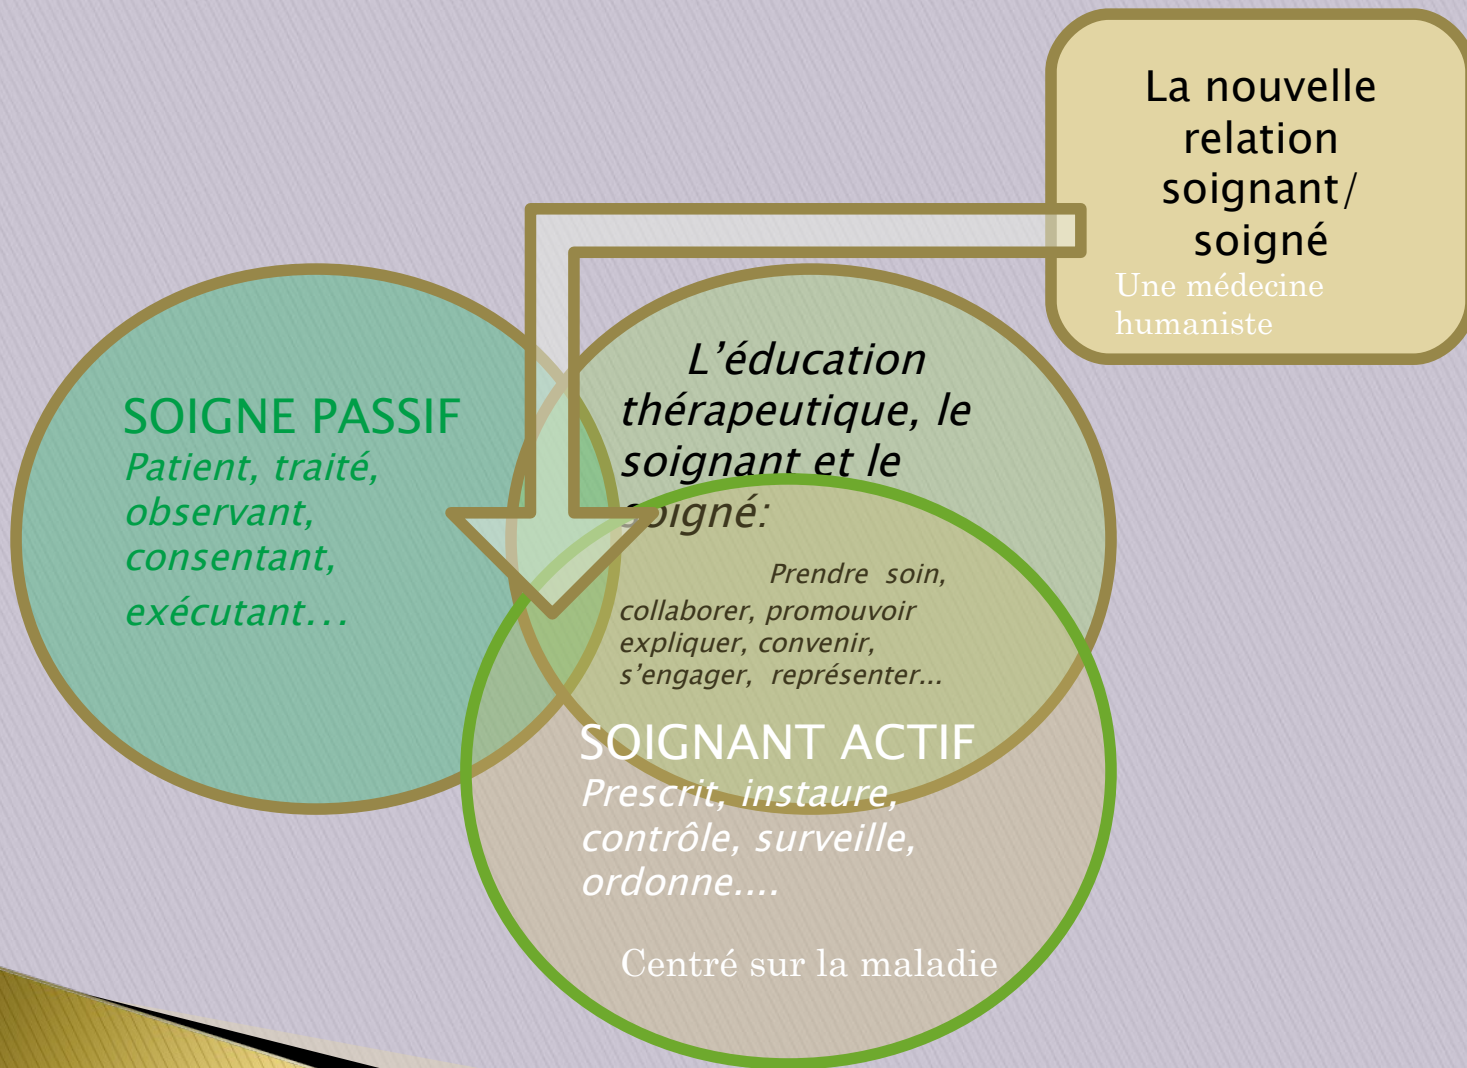 La nouvelle
relation
soignant/
soigné
Une médecine
humaniste
SOIGNE PASSIF
Patient, traité,
observant,
consentant,
exécutant…
L’éducation
thérapeutique, le
soignant et le
soigné:
Prendre soin,
collaborer, promouvoir
expliquer, convenir,
s’engager, représenter…
SOIGNANT ACTIF
Prescrit, instaure,
contrôle, surveille,
ordonne….
Centré sur la maladie